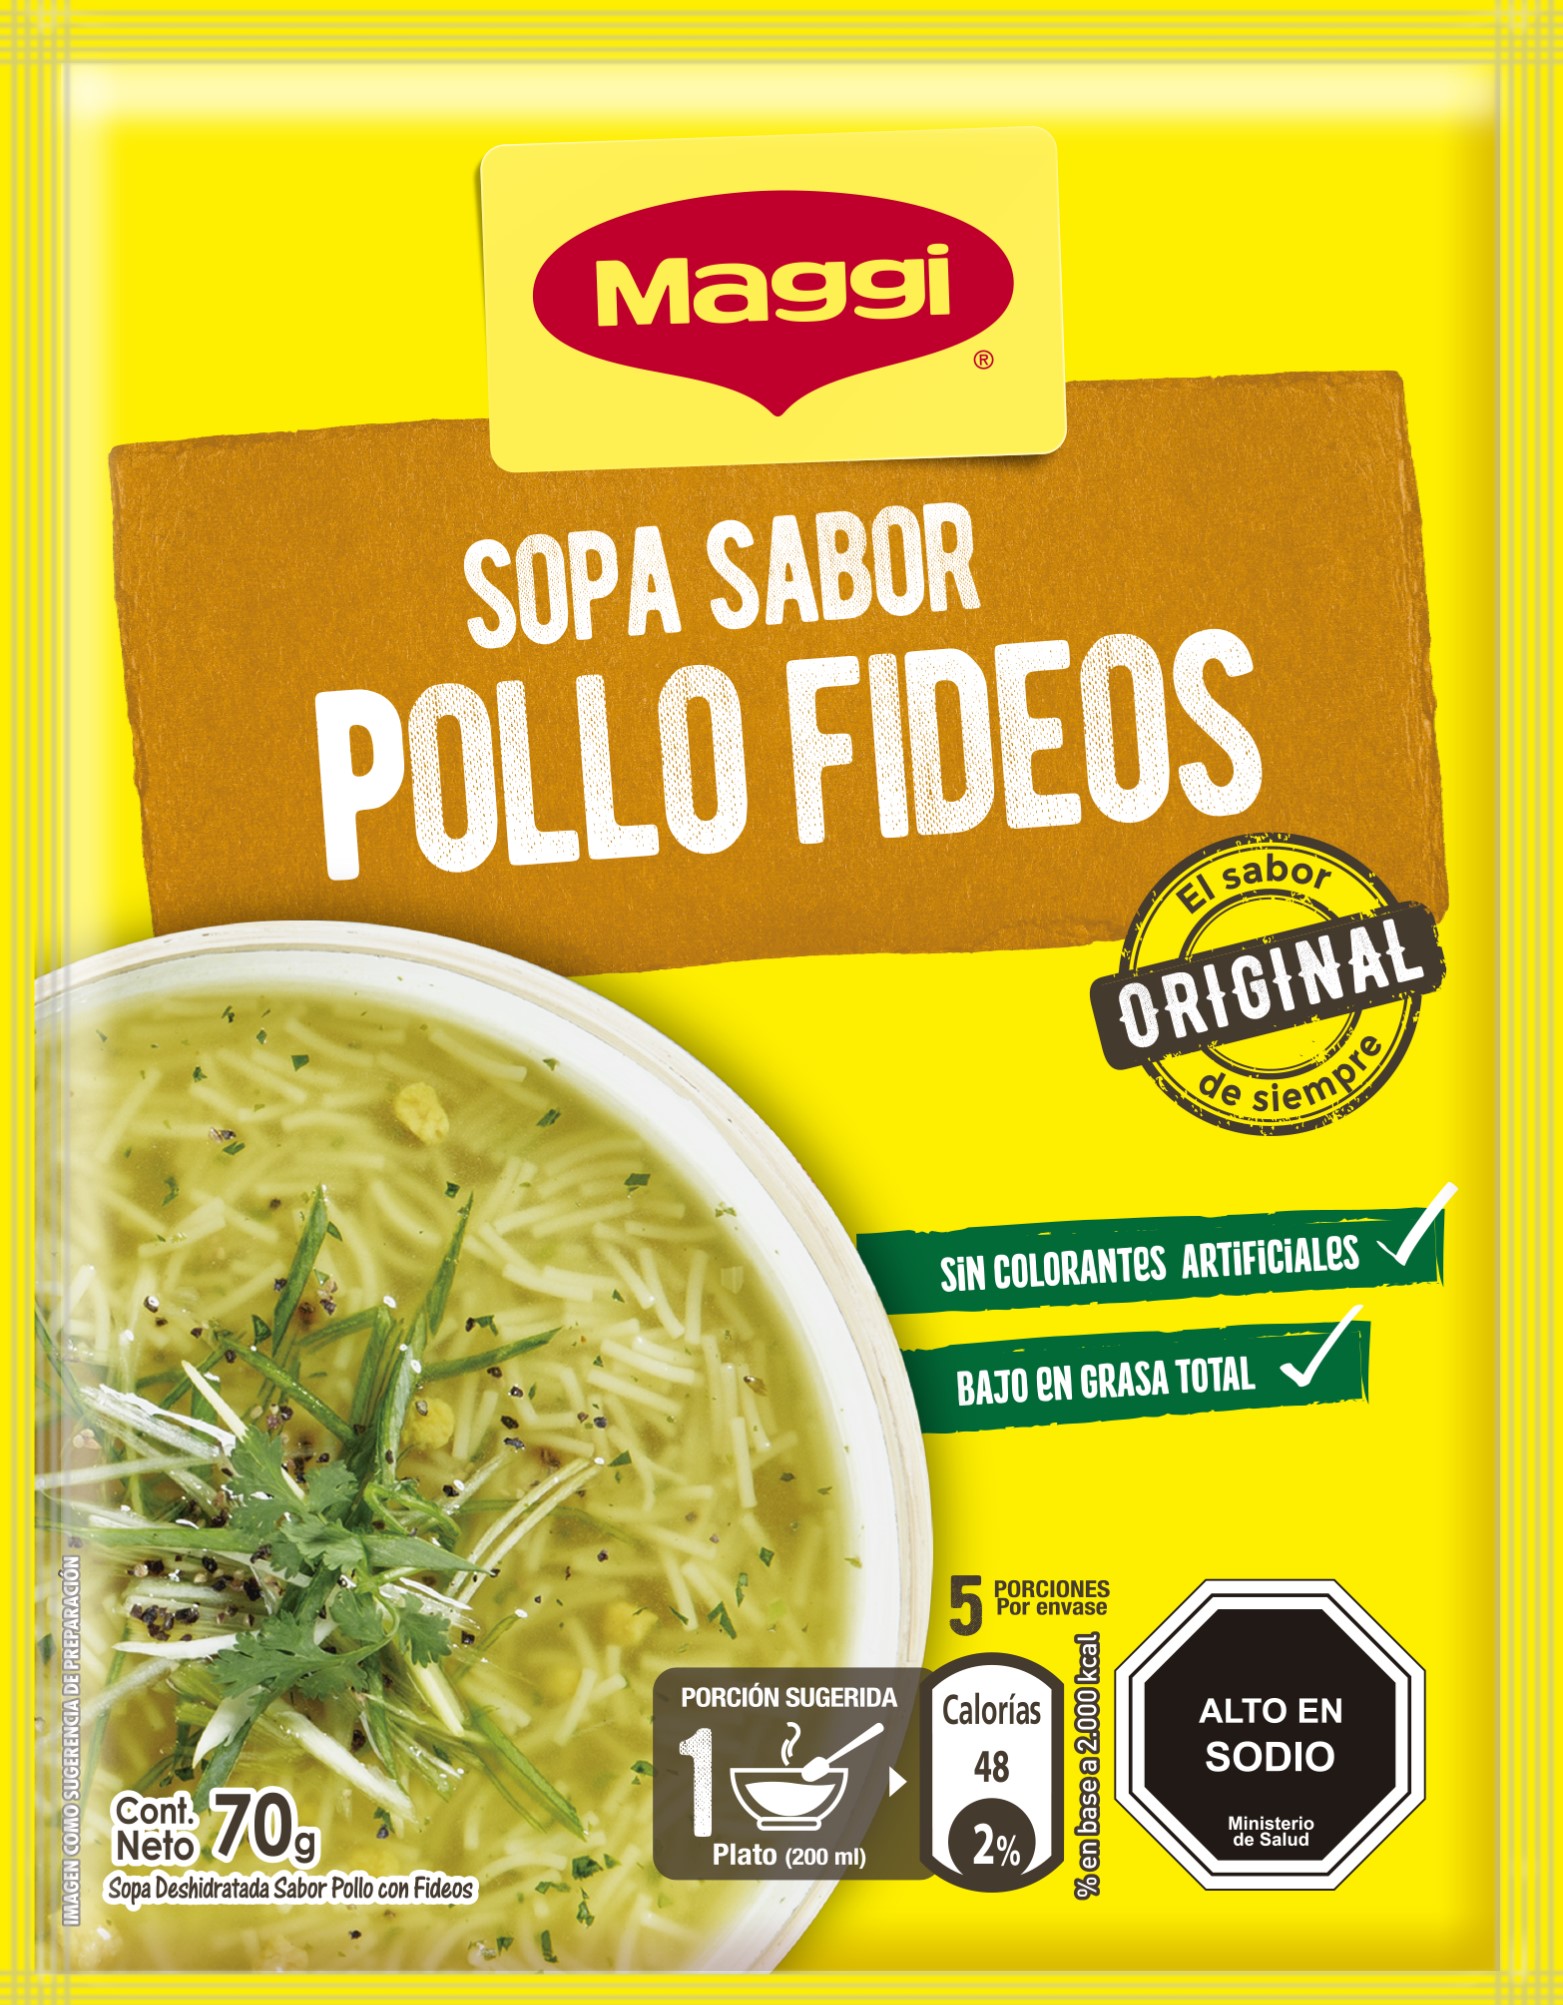 Maggi
®
SOPA SABOR
POLLO FIDEOS
El sabor
ORIGINAL
de siempre
SIN COLORANTES ARTIFICIALES
BAJO EN GRASA TOTAL
5 PORCIONES
Por envase
PORCIÓN SUGERIDA
1
Plato (200 ml)
Calorías
48
2%
% en base a 2.000 kcal
ALTO EN
SODIO
Ministerio
de Salud
Cont.
Neto 70g
Sopa Deshidratada Sabor Pollo con Fideos
IMAGEN COMO SUGERENCIA DE PREPARACIÓN